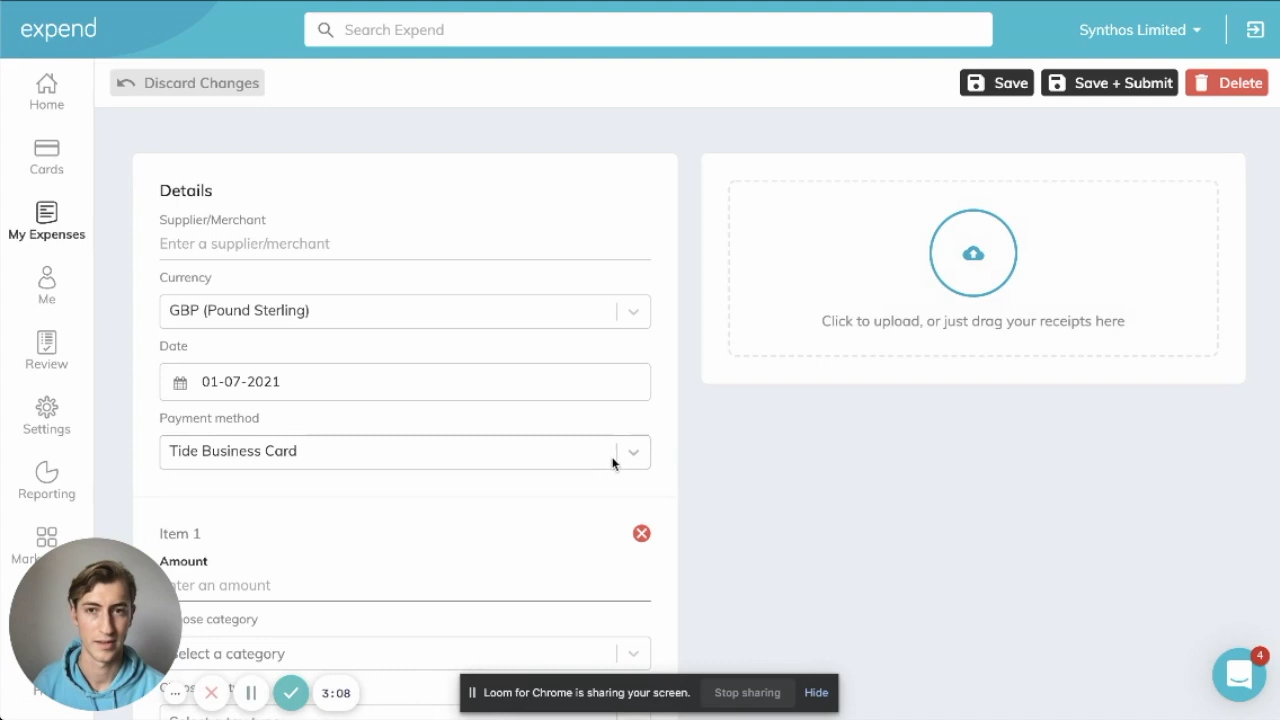 expend
Search Expend
Synthos Limited
Discard Changes
Save
Save + Submit
Delete
Home
Cards
My Expenses
Me
Review
Settings
Reporting
Details
Supplier/Merchant
Enter a supplier/merchant
Currency
GBP (Pound Sterling)
Date
01-07-2021
Payment method
Tide Business Card
Item 1
Amount
an amount
category
a category
Click to upload, or just drag your receipts here
3:08
Loom for Chrome is sharing your screen.
Stop sharing
Hide
4